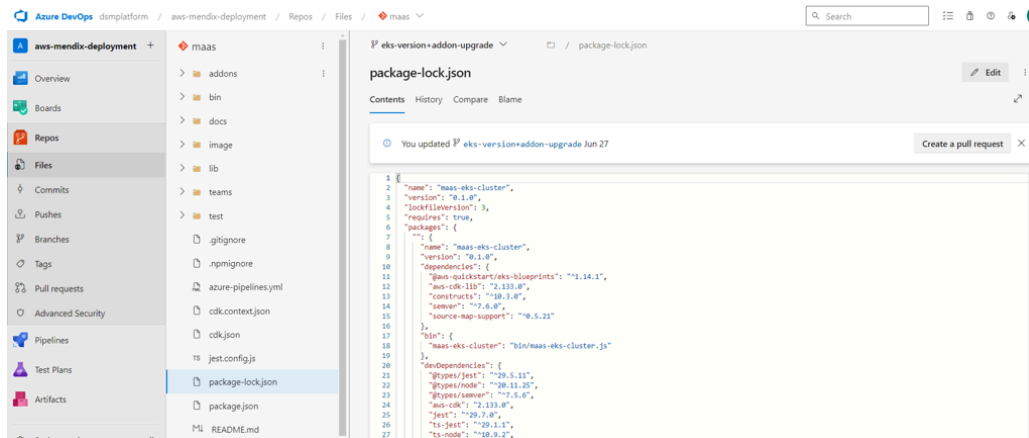 Azure DevOps dsmplatform / aws-mendix-deployment / Repos / Files / maas
Search
A aws-mendix-deployment +
Overview
Boards
Repos
Files
Commits
Pushes
Branches
Tags
Pull requests
Advanced Security
Pipelines
Test Plans
Artifacts
maas
addons
bin
docs
image
lib
teams
test
.gitignore
.npmignore
azure-pipelines.yml
cdk.context.json
cdk.json
TS jest.config.js
package-lock.json
package.json
M↓ README.md
eks-version+addon-upgrade / package-lock.json
package-lock.json
Edit
Contents History Compare Blame
You updated eks-version+addon-upgrade Jun 27
Create a pull request
1 {
2 "name": "maas-eks-cluster",
3 "version": "0.1.0",
4 "lockfileVersion": 3,
5 "requires": true,
6 "packages": {
7 "": {
8 "name": "maas-eks-cluster",
9 "version": "0.1.0",
10 "dependencies": {
11 "@aws-quickstart/eks-blueprints": "^1.14.1",
12 "aws-cdk-lib": "2.133.0",
13 "constructs": "^10.3.0",
14 "semver": "^7.6.0",
15 "source-map-support": "^0.5.21"
16 },
17 "bin": {
18 "maas-eks-cluster": "bin/maas-eks-cluster.js"
19 },
20 "devDependencies": {
21 "@types/jest": "^29.5.11",
22 "@types/node": "^20.11.25",
23 "@types/semver": "^7.5.6",
24 "aws-cdk": "2.133.0",
25 "jest": "^29.7.0",
26 "ts-jest": "^29.1.1",
27 "ts-node": "^10.9.2",